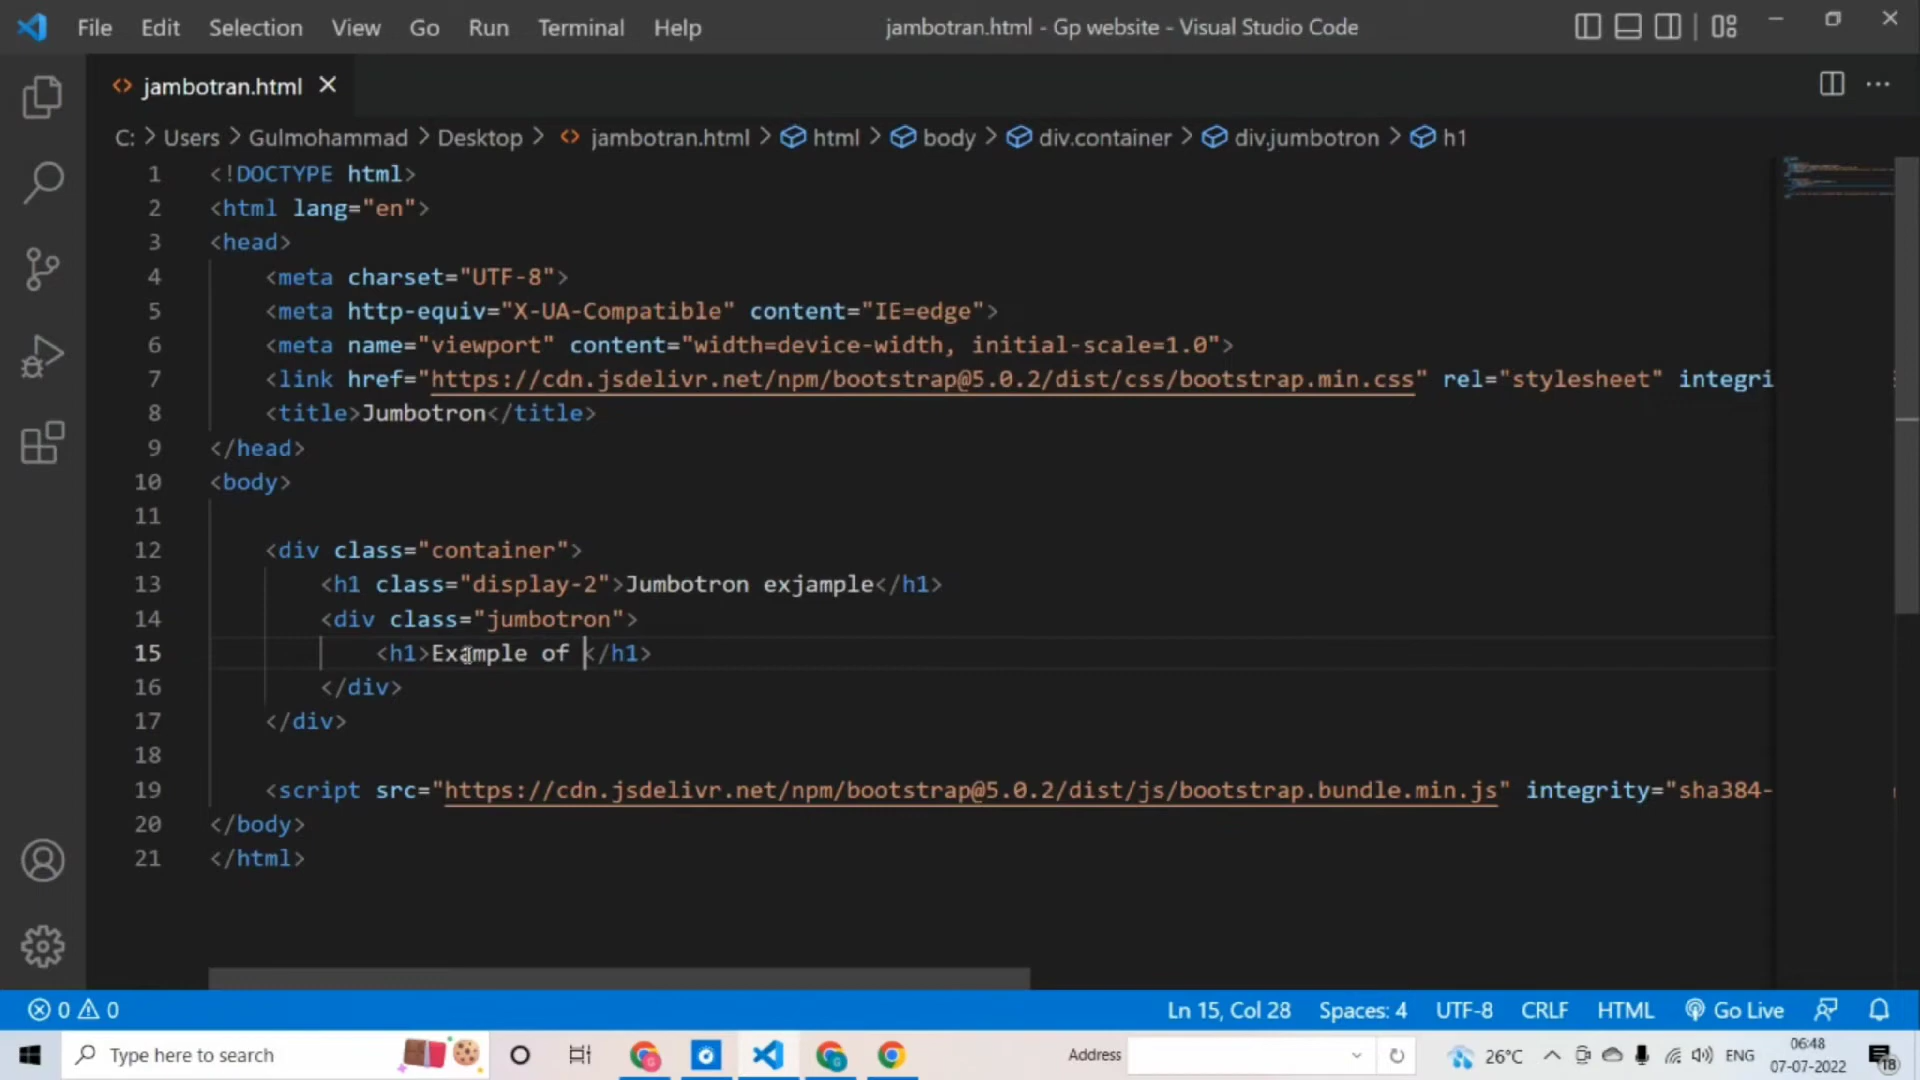 File Edit Selection View Go Run Terminal Help jambotran.html - Gp website - Visual Studio Code
jambotran.html
C: > Users > Gulmohammad > Desktop > jambotran.html > html > body > div.container > div.jumbotron > h1
1 <!DOCTYPE html>
2 <html lang="en">
3 <head>
4 <meta charset="UTF-8">
5 <meta http-equiv="X-UA-Compatible" content="IE=edge">
6 <meta name="viewport" content="width=device-width, initial-scale=1.0">
7 <link href="https://cdn.jsdelivr.net/npm/bootstrap@5.0.2/dist/css/bootstrap.min.css" rel="stylesheet" integri
8 <title>Jumbotron</title>
9 </head>
10 <body>
11
12 <div class="container">
13 <h1 class="display-2">Jumbotron exjample</h1>
14 <div class="jumbotron">
15 <h1>Example of </h1>
16 </div>
17 </div>
18
19 <script src="https://cdn.jsdelivr.net/npm/bootstrap@5.0.2/dist/js/bootstrap.bundle.min.js" integrity="sha384-
20 </body>
21 </html>
0 0 Ln 15, Col 28 Spaces: 4 UTF-8 CRLF HTML Go Live
Type here to search Address 26°C ENG 06:48
07-07-2022 18